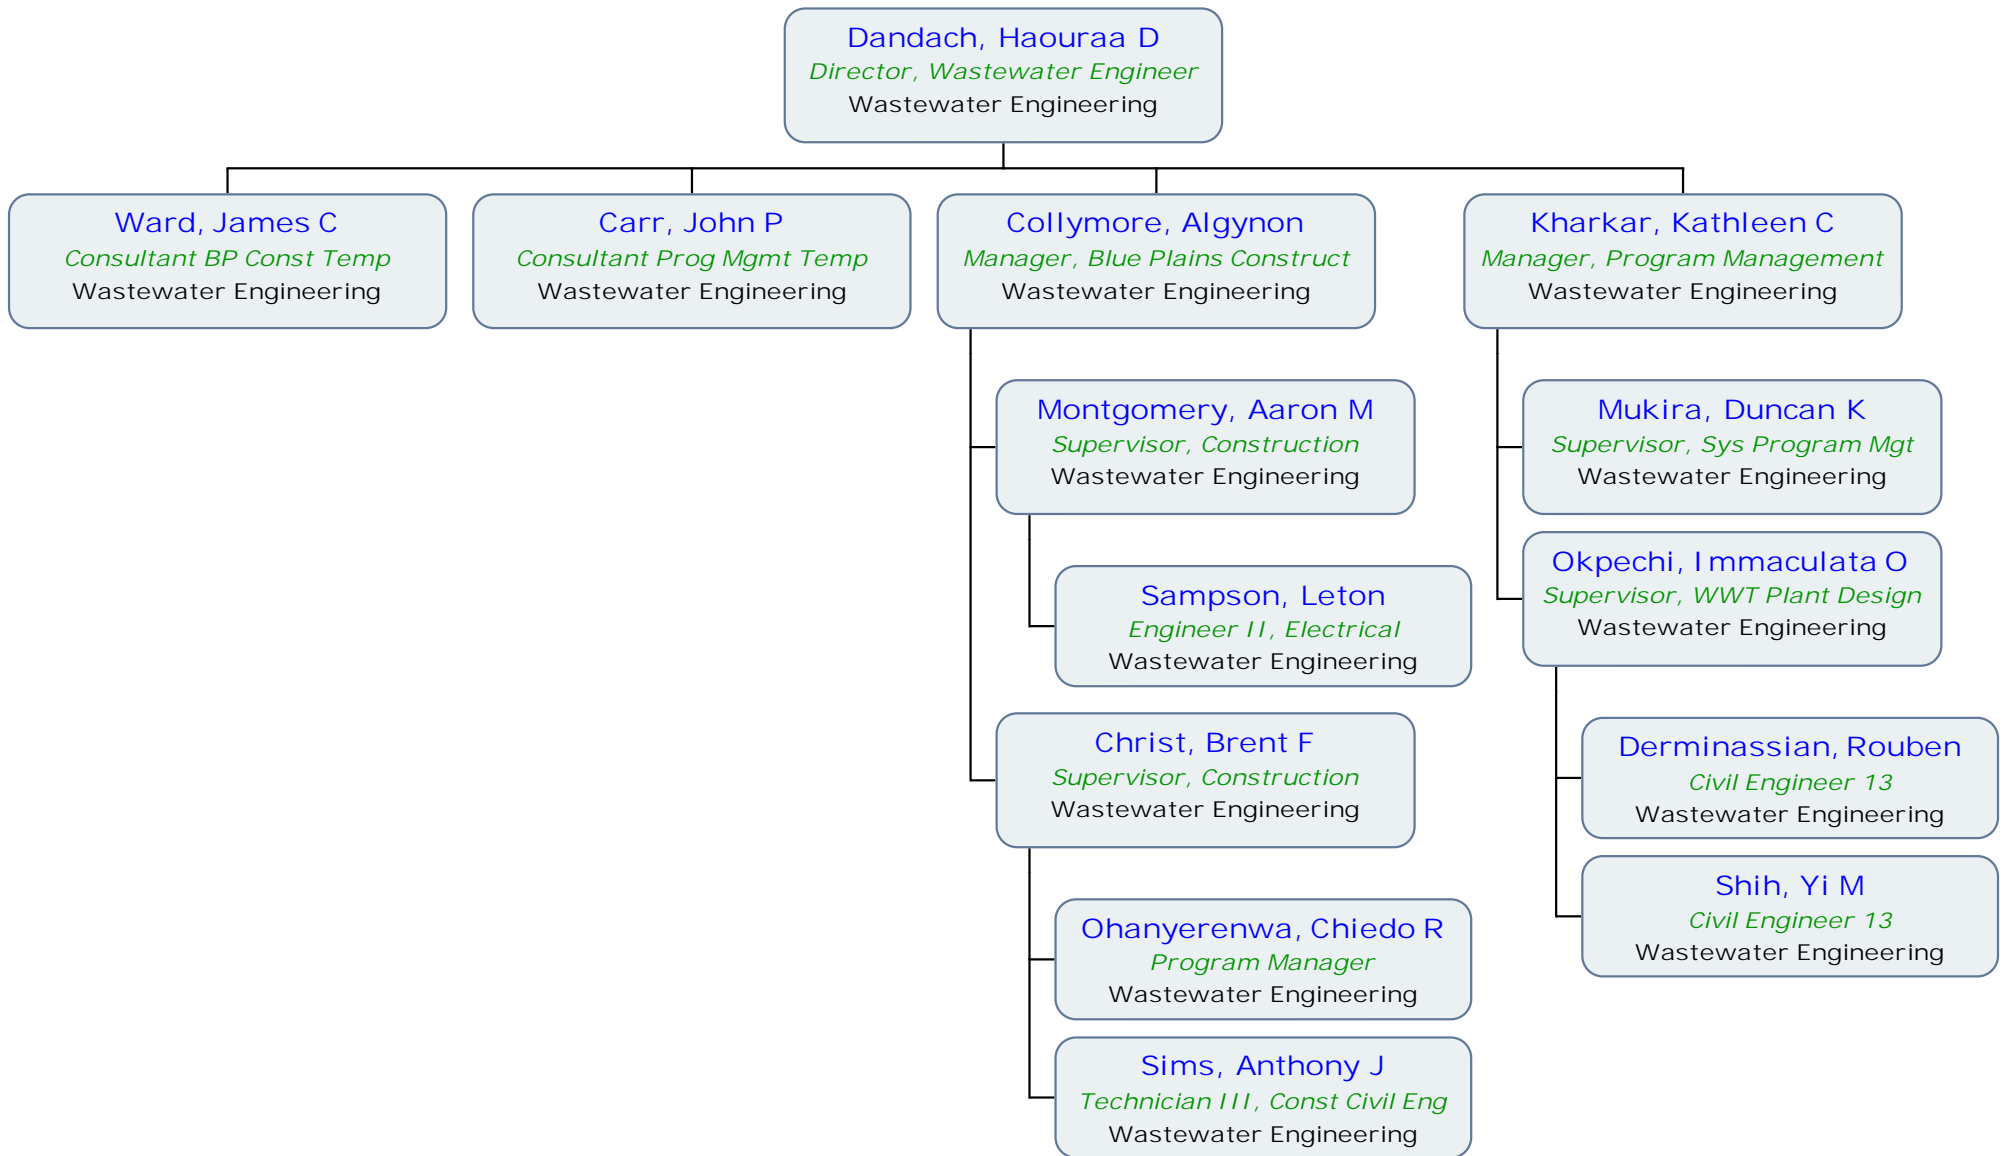 Dandach, Haouraa D
Director, Wastewater Engineer
Wastewater Engineering
Ward, James C
Consultant BP Const Temp
Wastewater Engineering
Carr, John P
Consultant Prog Mgmt Temp
Wastewater Engineering
Collymore, Algynon
Manager, Blue Plains Construct
Wastewater Engineering
Kharkar, Kathleen C
Manager, Program Management
Wastewater Engineering
Montgomery, Aaron M
Supervisor, Construction
Wastewater Engineering
Sampson, Leton
Engineer II, Electrical
Wastewater Engineering
Christ, Brent F
Supervisor, Construction
Wastewater Engineering
Ohanyerenwa, Chiedo R
Program Manager
Wastewater Engineering
Sims, Anthony J
Technician III, Const Civil Eng
Wastewater Engineering
Mukira, Duncan K
Supervisor, Sys Program Mgt
Wastewater Engineering
Okpechi, Immaculata O
Supervisor, WWT Plant Design
Wastewater Engineering
Derminassian, Rouben
Civil Engineer 13
Wastewater Engineering
Shih, Yi M
Civil Engineer 13
Wastewater Engineering